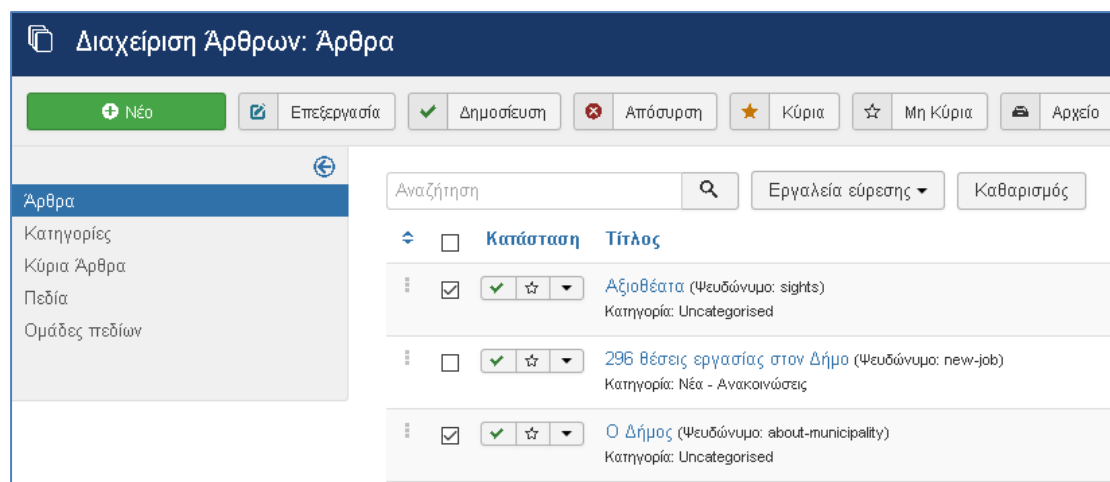 Διαχείριση Άρθρων: Άρθρα
Νέο Επεξεργασία Δημοσίευση Απόσυρση Κύρια Μη Κύρια Αρχείο
Άρθρα
Κατηγορίες
Κύρια Άρθρα
Πεδία
Ομάδες πεδίων
Αναζήτηση Εργαλεία εύρεσης Καθαρισμός
Κατάσταση Τίτλος
Αξιοθέατα (Ψευδώνυμο: sights)
Κατηγορία: Uncategorised
296 θέσεις εργασίας στον Δήμο (Ψευδώνυμο: new-job)
Κατηγορία: Νέα - Ανακοινώσεις
Ο Δήμος (Ψευδώνυμο: about-municipality)
Κατηγορία: Uncategorised